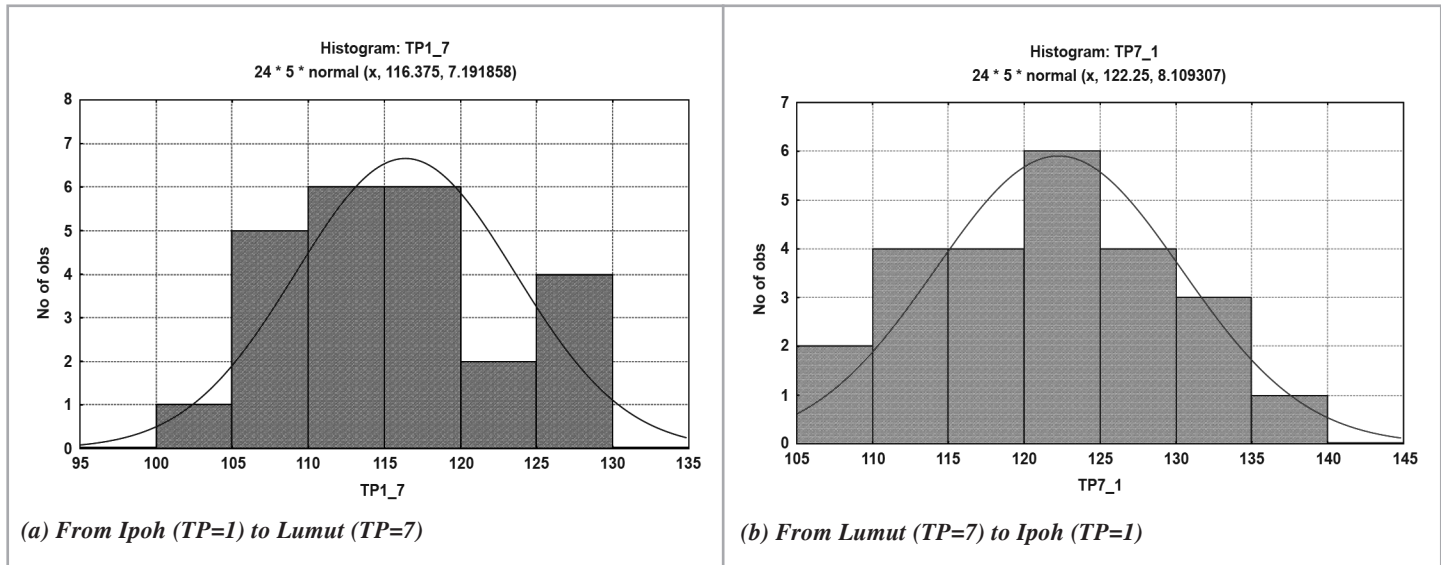 Histogram: TP1_7
24 * 5 * normal (x, 116.375, 7.191858)
8
7
6
5
4
3
2
1
0
No of obs
95 100 105 110 115 120 125 130 135
TP1_7
(a) From Ipoh (TP=1) to Lumut (TP=7)
Histogram: TP7_1
24 * 5 * normal (x, 122.25, 8.109307)
7
6
5
4
3
2
1
0
No of obs
105 110 115 120 125 130 135 140 145
TP7_1
(b) From Lumut (TP=7) to Ipoh (TP=1)